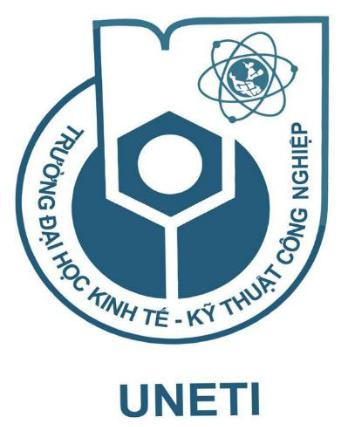 TRƯỜNG ĐẠI HỌC KINH TẾ - KỸ THUẬT CÔNG NGHIỆP
UNETI